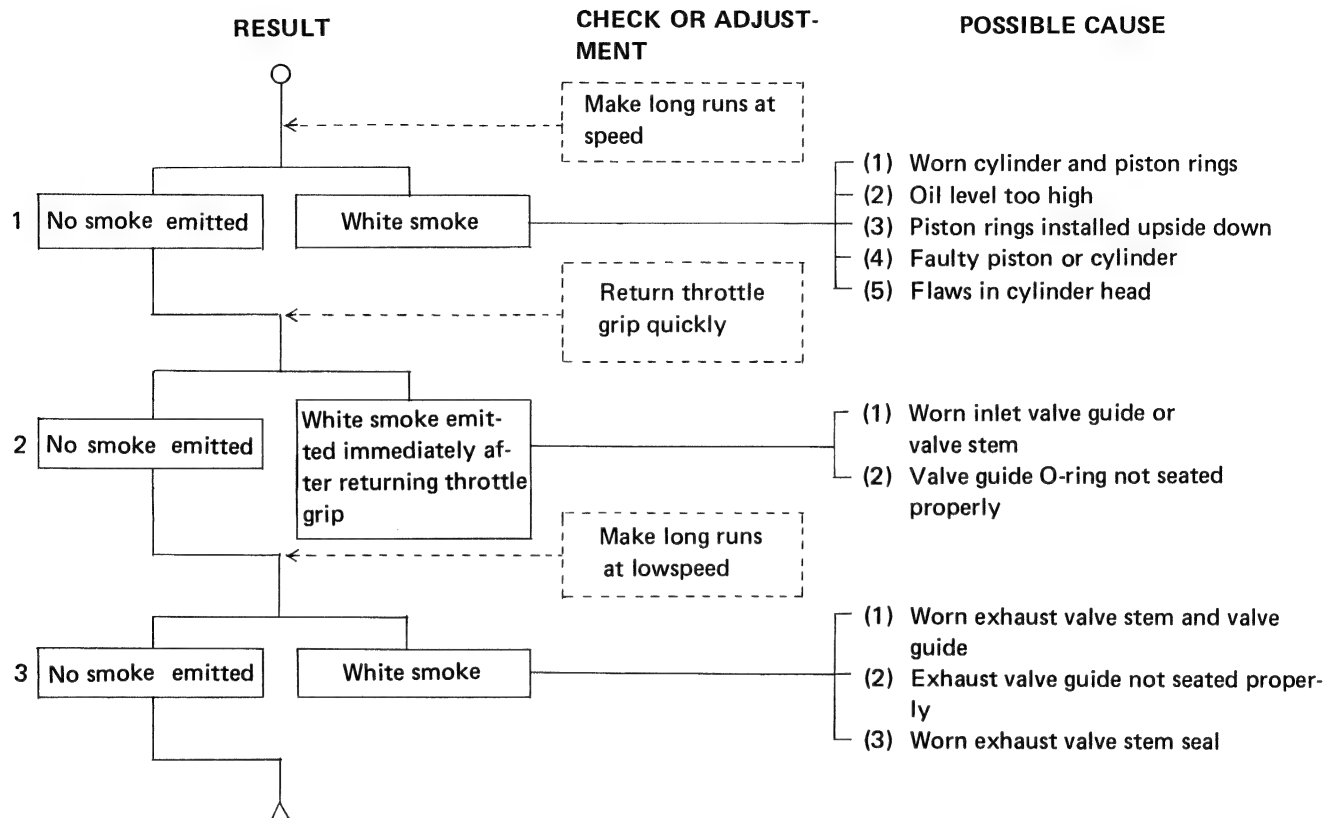 RESULT
CHECK OR ADJUST-
MENT
POSSIBLE CAUSE
Make long runs at
speed
1
No smoke emitted
White smoke
(1) Worn cylinder and piston rings
(2) Oil level too high
(3) Piston rings installed upside down
(4) Faulty piston or cylinder
(5) Flaws in cylinder head
Return throttle
grip quickly
2
No smoke emitted
White smoke emit-
ted immediately af-
ter returning throttle
grip
(1) Worn inlet valve guide or
valve stem
(2) Valve guide O-ring not seated
properly
Make long runs
at lowspeed
3
No smoke emitted
White smoke
(1) Worn exhaust valve stem and valve
guide
(2) Exhaust valve guide not seated proper-
ly
(3) Worn exhaust valve stem seal